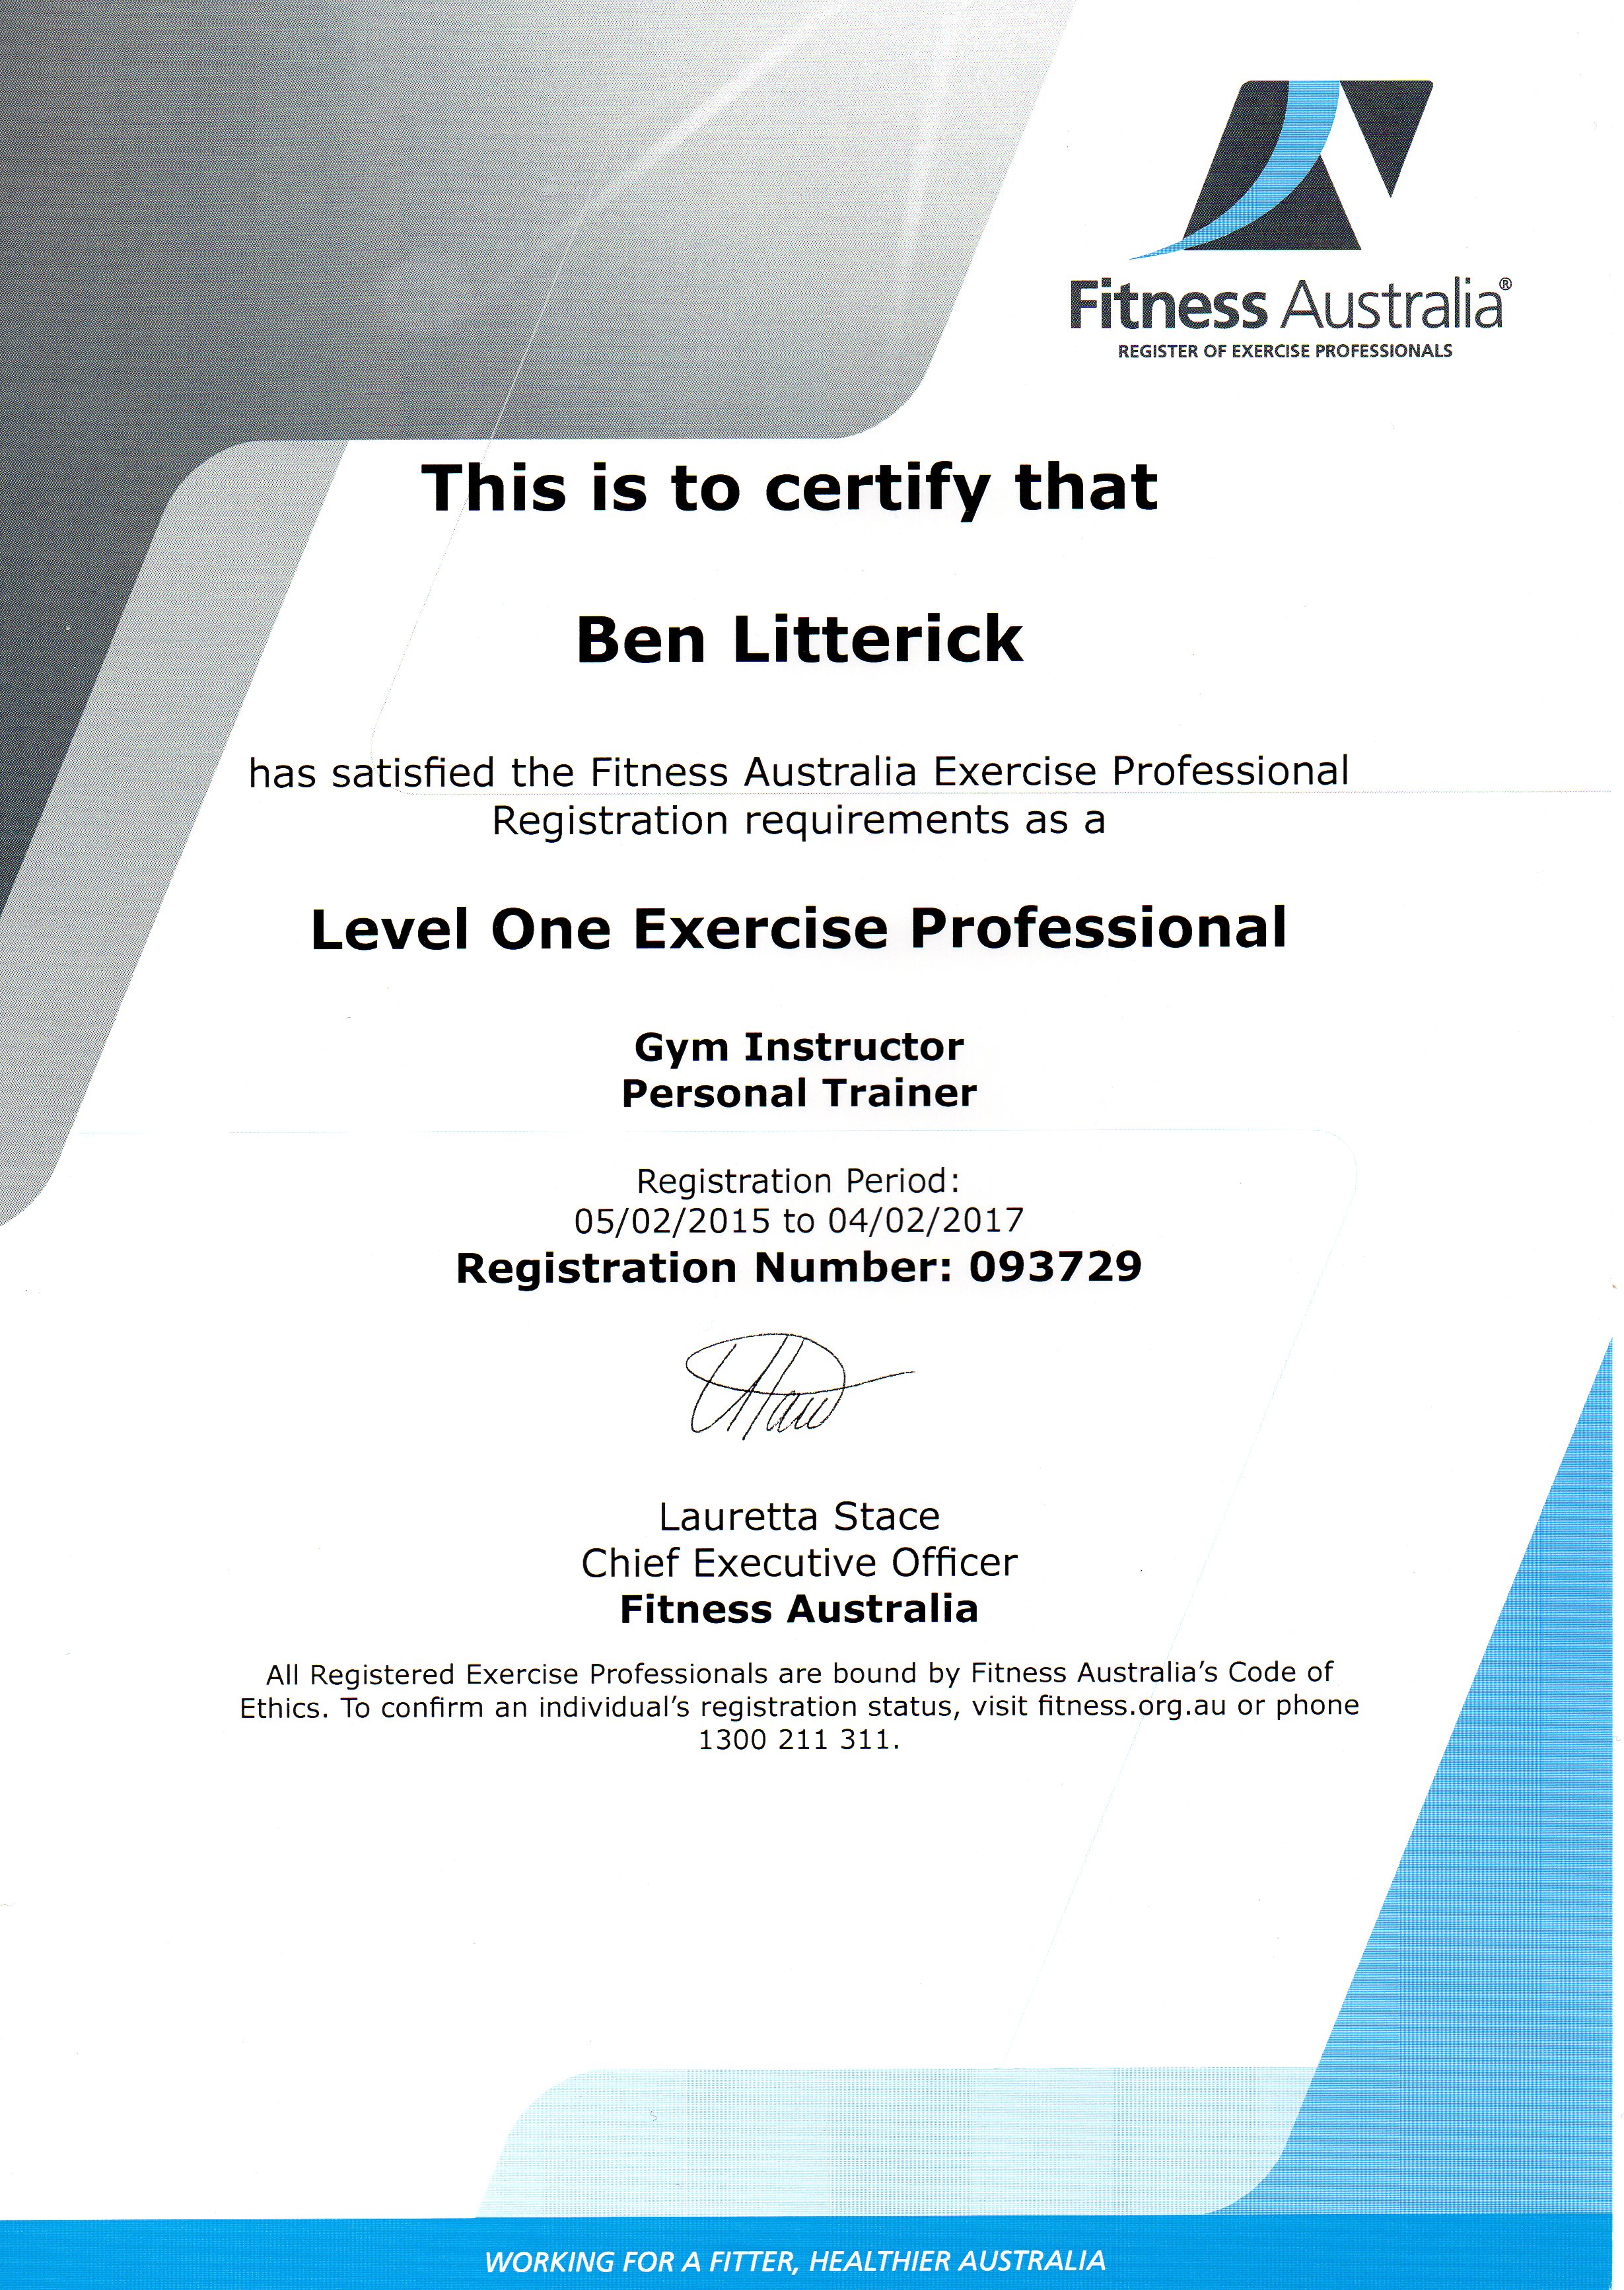 Fitness Australia®
REGISTER OF EXERCISE PROFESSIONALS
This is to certify that
Ben Litterick
has satisfied the Fitness Australia Exercise Professional
Registration requirements as a
Level One Exercise Professional
Gym Instructor
Personal Trainer
Registration Period:
05/02/2015 to 04/02/2017
Registration Number: 093729
Lauretta Stace
Chief Executive Officer
Fitness Australia
All Registered Exercise Professionals are bound by Fitness Australia's Code of
Ethics. To confirm an individual's registration status, visit fitness.org.au or phone
1300 211 311.
WORKING FOR A FITTER, HEALTHIER AUSTRALIA